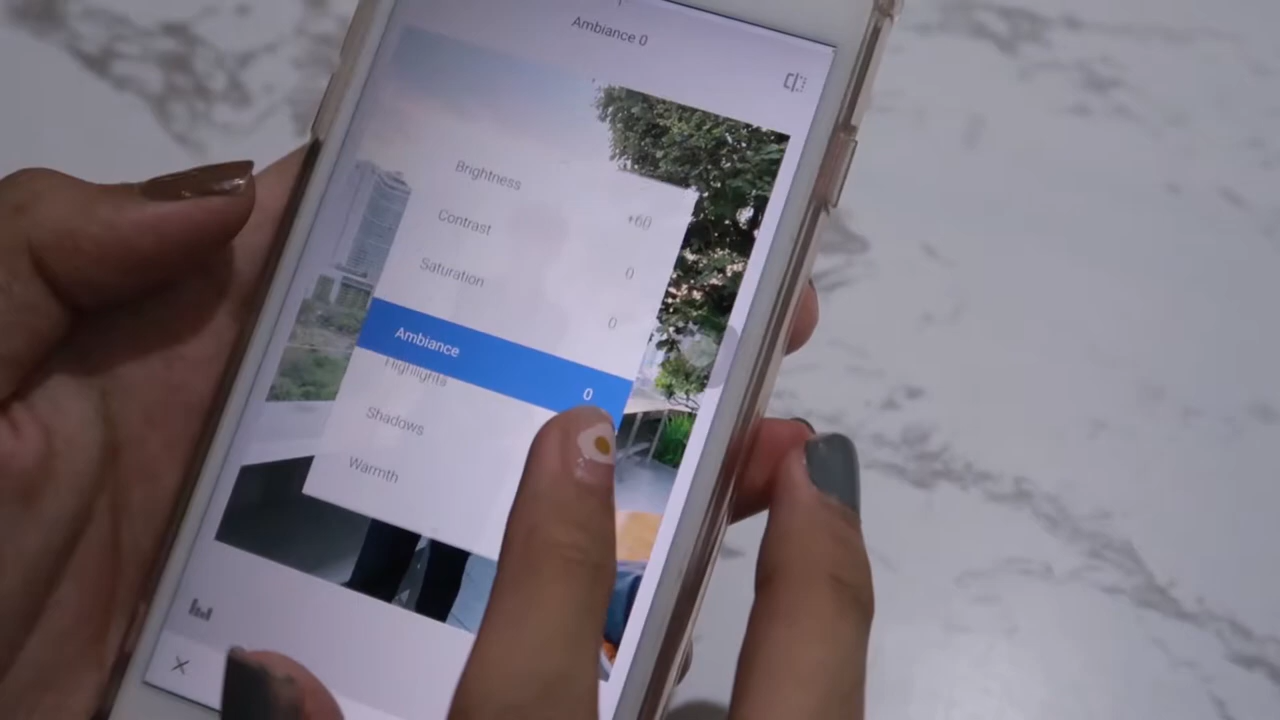 Ambiance 0
Brightness +60
Contrast 0
Saturation 0
Ambiance 0
Highlights
Shadows
Warmth